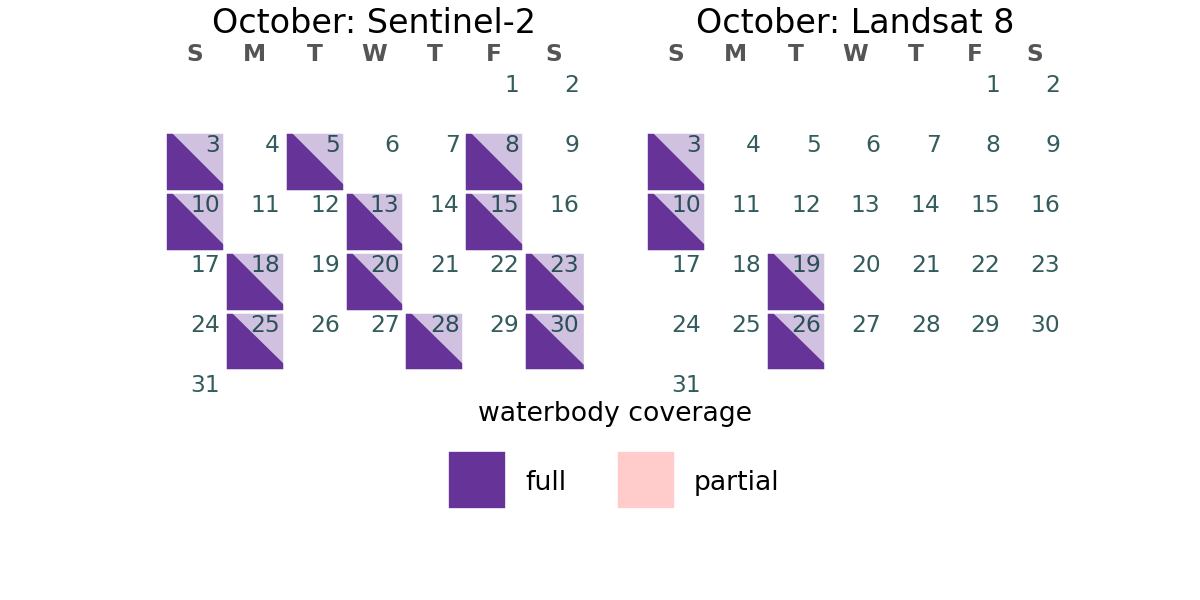 October: Sentinel-2
S M T W T F S
1 2
3 4 5 6 7 8 9
10 11 12 13 14 15 16
17 18 19 20 21 22 23
24 25 26 27 28 29 30
31
October: Landsat 8
S M T W T F S
1 2
3 4 5 6 7 8 9
10 11 12 13 14 15 16
17 18 19 20 21 22 23
24 25 26 27 28 29 30
31
waterbody coverage
full
partial